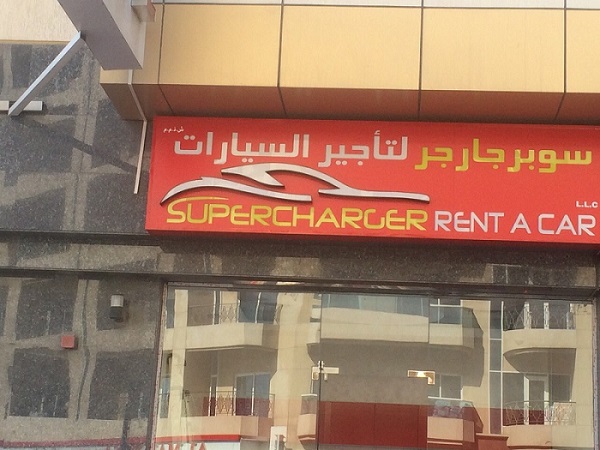 سوبرجارجر لتأجير السيارات
ش.ذ.م.م
L.L.C
SUPERCHARGER RENT A CAR